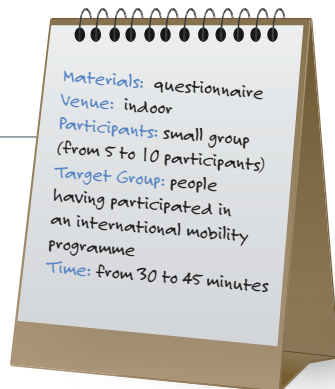 Materials: questionnaire
Venue: indoor
Participants: small group
(from 5 to 10 participants)
Target Group: people
having participated in
an international mobility
programme
Time: from 30 to 45 minutes